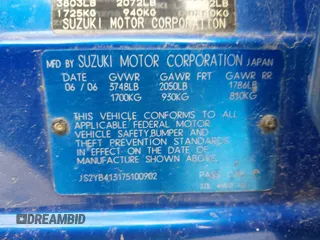 3803LB 2072LB
1725KG 940KG
SUZUKI MOTOR CORPORATION
MFD BY SUZUKI MOTOR CORPORATION JAPAN
DATE GVWR GAWR FRT GAWR RR
06 / 06 3748LB 2050LB 1786LB
1700KG 930KG 810KG
THIS VEHICLE CONFORMS TO ALL
APPLICABLE FEDERAL MOTOR
VEHICLE SAFETY,BUMPER AND
THEFT PREVENTION STANDARDS
IN EFFECT ON THE DATE OF
MANUFACTURE SHOWN ABOVE.
JS2YB413175100902 PASS
DREAMBID